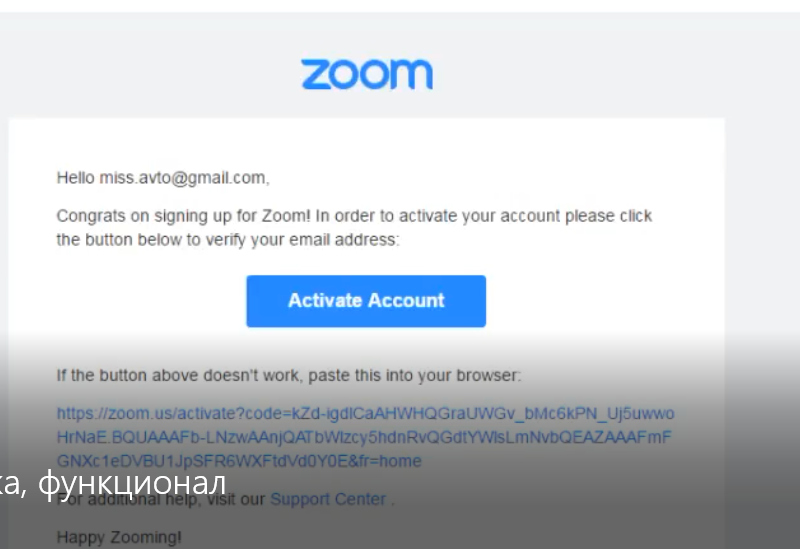 zoom
Hello miss.avto@gmail.com,
Congrats on signing up for Zoom! In order to activate your account please click
the button below to verify your email address:
Activate Account
If the button above doesn't work, paste this into your browser:
https://zoom.us/activate?code=kZd-igdlCaAHWHQGraUWGv_bMc6kPN_Uj5uwwo
HrNaE.BQUAAAFb-LNzwAAnjQATbWlzcy5hdnRvQGdtYWlsLmNvbQEAZAAAFmF
GNXc1eDVBU1JpSFR6WXFtdVd0Y0E&fr=home
ка, функционал
For additional help, visit our Support Center .
Happy Zooming!